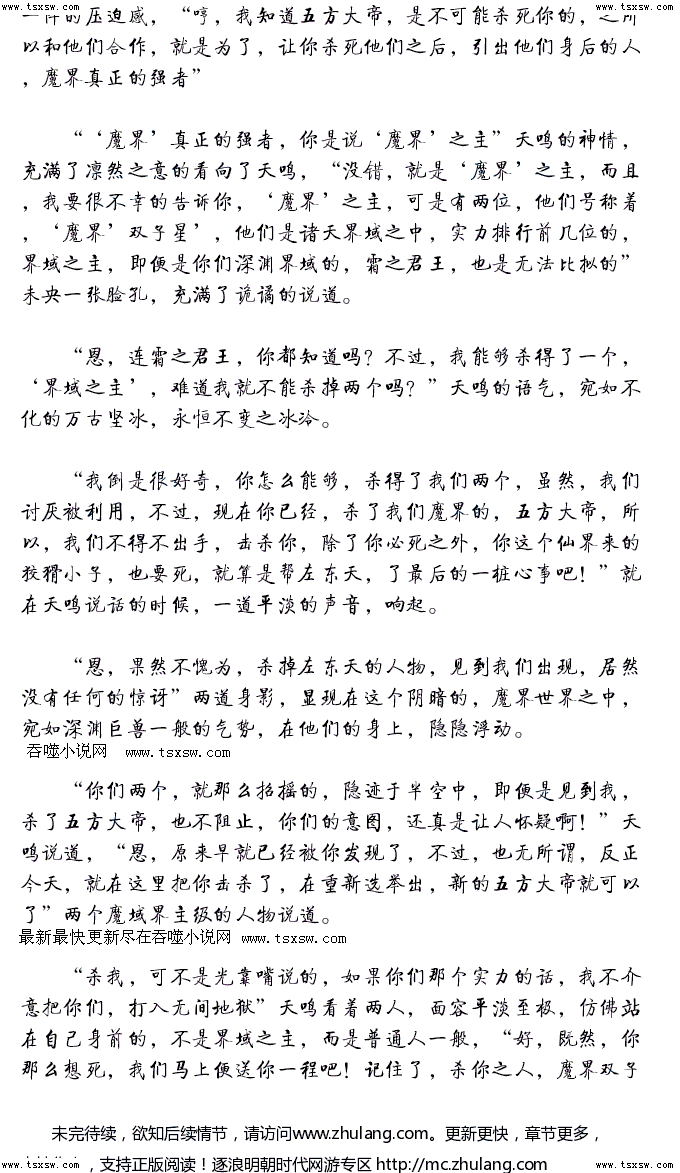 www.tsxsw.com www.tsxsw.com www.tsxsw.com www.tsxsw.com
一样的压迫感，“哼，我知道五方大帝，是不可能杀死你的，之所
以和他们合作，就是为了，让你杀死他们之后，引出他们身后的人
，魔界真正的强者”
“‘魔界’真正的强者，你是说‘魔界’之主”天鸣的神情，
充满了凛然之意的看向了天鸣，“没错，就是‘魔界’之主，而且
，我要很不幸的告诉你，‘魔界’之主，可是有两位，他们号称着
，‘魔界’双子星’，他们是诸天界域之中，实力排行前几位的，
界域之主，即便是你们深渊界域的，霜之君王，也是无法比拟的”
未央一张脸孔，充满了诡谲的说道。
“恩，连霜之君王，你都知道吗？不过，我能够杀得了一个，
‘界域之主’，难道我就不能杀掉两个吗？”天鸣的语气，宛如不
化的万古坚冰，永恒不变之冰冷。
“我倒是很好奇，你怎么能够，杀得了我们两个，虽然，我们
讨厌被利用，不过，现在你已经，杀了我们魔界的，五方大帝，所
以，我们不得不出手，击杀你，除了你必死之外，你这个仙界来的
狡猾小子，也要死，就算是帮左东天，了最后的一桩心事吧！”就
在天鸣说话的时候，一道平淡的声音，响起。
“恩，果然不愧为，杀掉左东天的人物，见到我们出现，居然
没有任何的惊讶”两道身影，显现在这个阴暗的，魔界世界之中，
宛如深渊巨兽一般的气势，在他们的身上，隐隐浮动。
吞噬小说网 www.tsxsw.com
“你们两个，就那么招摇的，隐迹于半空中，即便是见到我，
杀了五方大帝，也不阻止，你们的意图，还真是让人怀疑啊！”天
鸣说道，“恩，原来早就已经被你发现了，不过，也无所谓，反正
今天，就在这里把你击杀了，在重新选举出，新的五方大帝就可以
了”两个魔域界主级的人物说道。
最新最快更新尽在吞噬小说网 www.tsxsw.com
“杀我，可不是光靠嘴说的，如果你们那个实力的话，我不介
意把你们，打入无间地狱”天鸣看着两人，面容平淡至极，仿佛站
在自己身前的，不是界域之主，而是普通人一般，“好，既然，你
那么想死，我们马上便送你一程吧！记住了，杀你之人，魔界双子
未完待续，欲知后续情节，请访问www.zhulang.com。更新更快，章节更多，
，支持正版阅读！逐浪明朝时代网游专区 http://mc.zhulang.com
www.tsxsw.com www.tsxsw.com www.tsxsw.com www.tsxsw.com